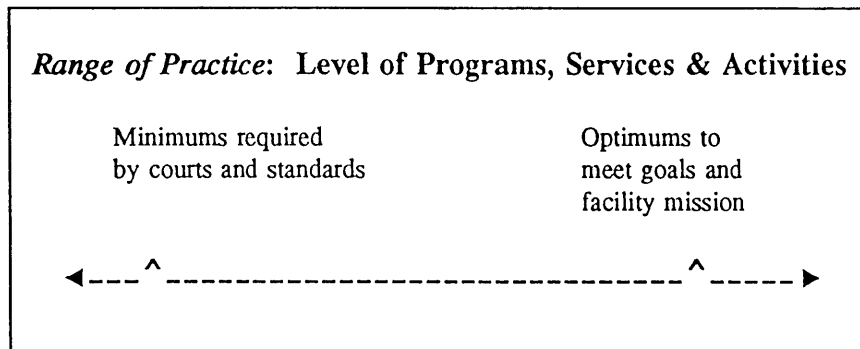 Range of Practice: Level of Programs, Services & Activities
Minimums required
by courts and standards
Optimums to
meet goals and
facility mission